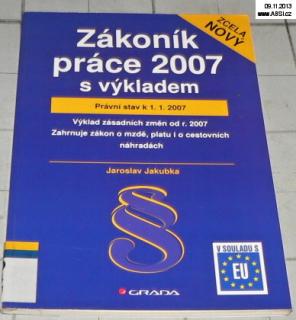 09.11.2013
www.ABSI.cz
ZCELA
NOVÝ
Zákoník
práce 2007
s výkladem
Právní stav k 1. 1. 2007
Výklad zásadních změn od r. 2007
Zahrnuje zákon o mzdě, platu i o cestovních
náhradách
Jaroslav Jakubka
V SOULADU S
EU
GRADA